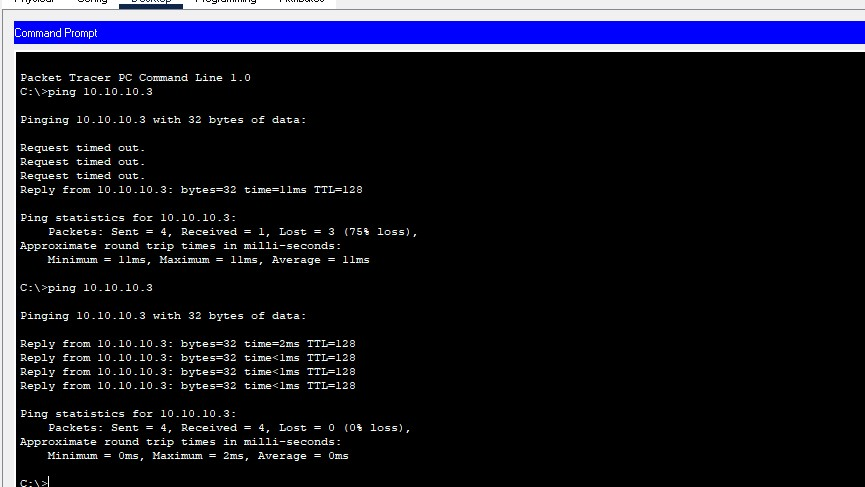 Physical Config Desktop Programming Attributes
Command Prompt
Packet Tracer PC Command Line 1.0
C:\>ping 10.10.10.3
Pinging 10.10.10.3 with 32 bytes of data:
Request timed out.
Request timed out.
Request timed out.
Reply from 10.10.10.3: bytes=32 time=11ms TTL=128
Ping statistics for 10.10.10.3:
Packets: Sent = 4, Received = 1, Lost = 3 (75% loss),
Approximate round trip times in milli-seconds:
Minimum = 11ms, Maximum = 11ms, Average = 11ms
C:\>ping 10.10.10.3
Pinging 10.10.10.3 with 32 bytes of data:
Reply from 10.10.10.3: bytes=32 time=2ms TTL=128
Reply from 10.10.10.3: bytes=32 time<1ms TTL=128
Reply from 10.10.10.3: bytes=32 time<1ms TTL=128
Reply from 10.10.10.3: bytes=32 time<1ms TTL=128
Ping statistics for 10.10.10.3:
Packets: Sent = 4, Received = 4, Lost = 0 (0% loss),
Approximate round trip times in milli-seconds:
Minimum = 0ms, Maximum = 2ms, Average = 0ms
C:\>